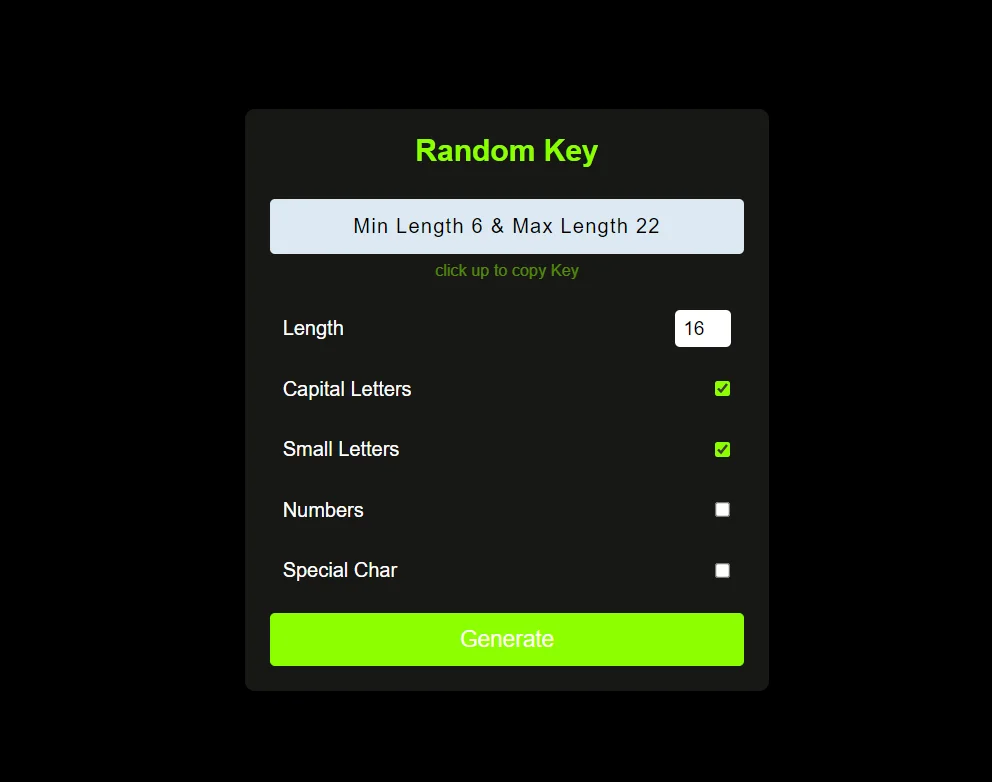 Random Key
Min Length 6 & Max Length 22
click up to copy Key
Length 16
Capital Letters
Small Letters
Numbers
Special Char
Generate